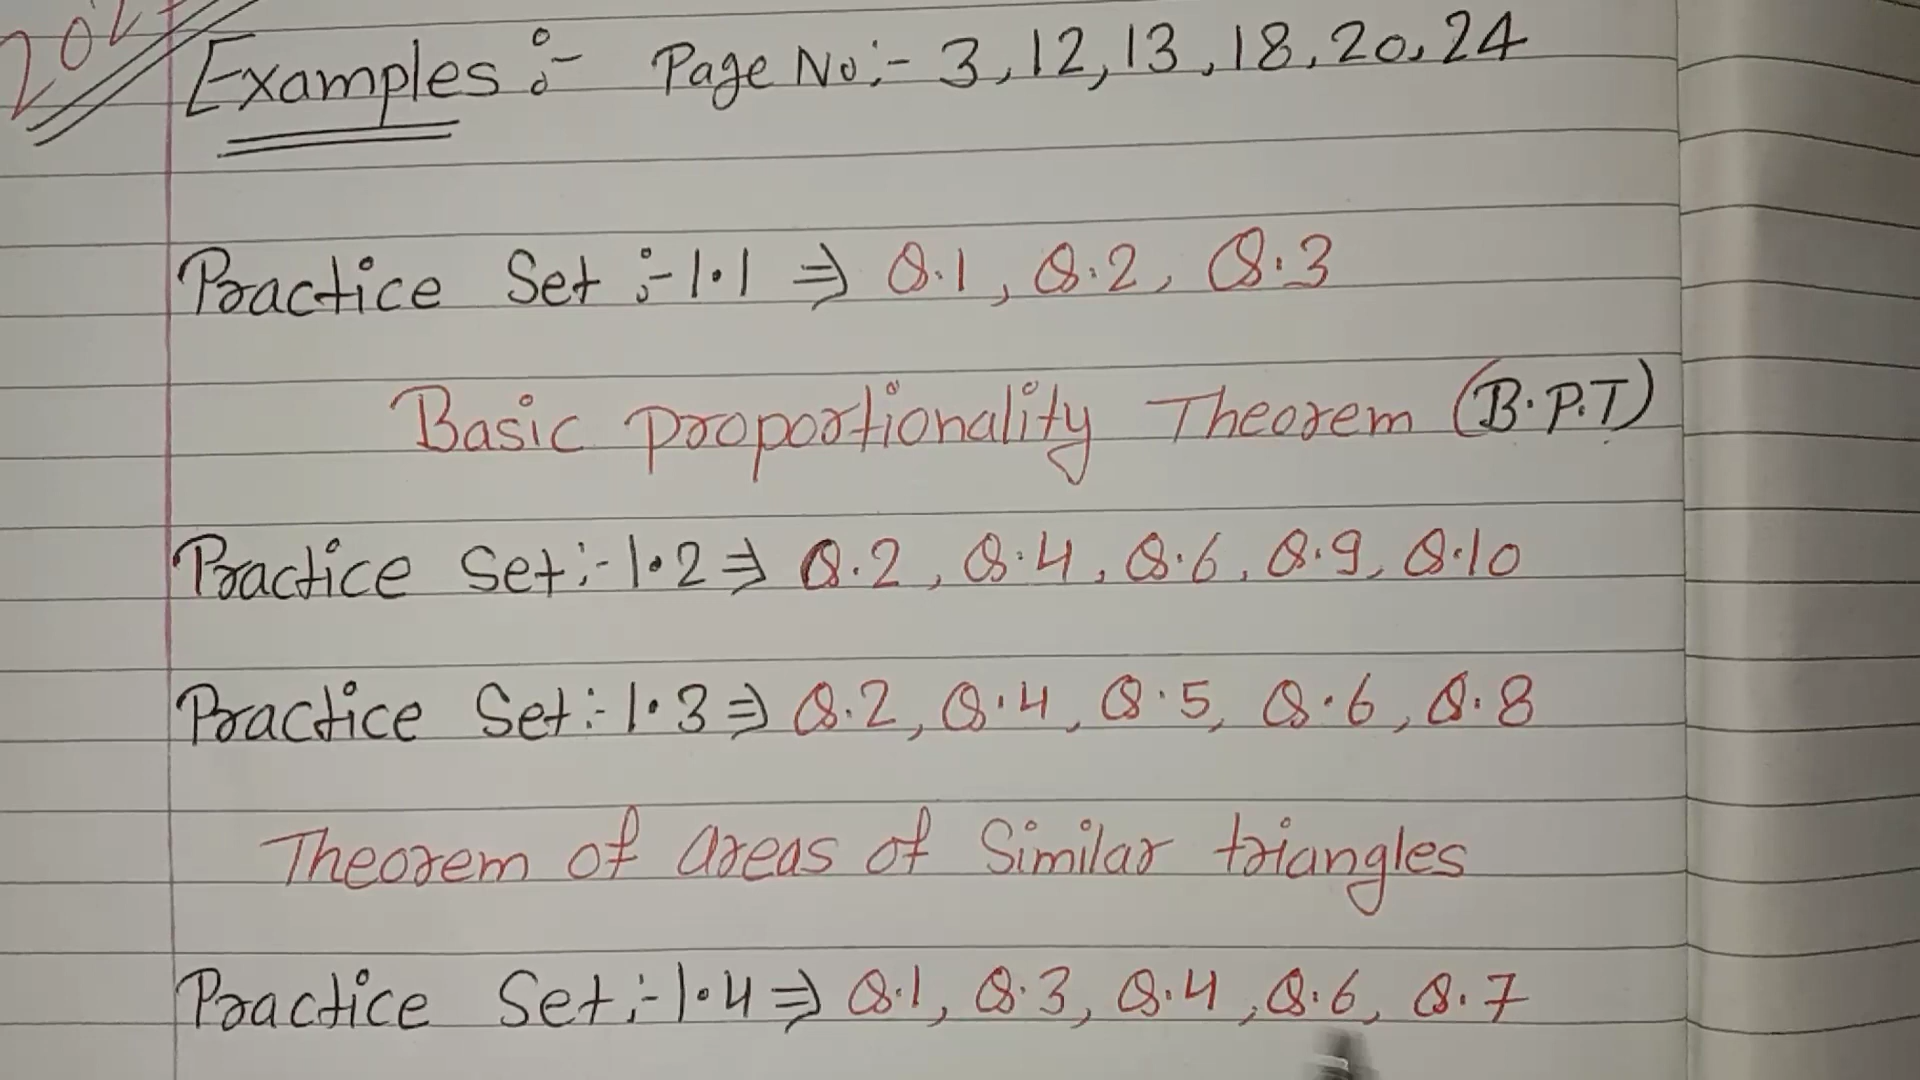 Examples :- Page No :- 3, 12, 13, 18, 20, 24
Practice Set :- 1.1 ⇒ Q.1, Q.2, Q.3
Basic proportionality Theorem (B.P.T)
Practice Set :- 1.2 ⇒ Q.2, Q.4, Q.6, Q.9, Q.10
Practice Set :- 1.3 ⇒ Q.2, Q.4, Q.5, Q.6, Q.8
Theorem of areas of Similar triangles
Practice Set :- 1.4 ⇒ Q.1, Q.3, Q.4, Q.6, Q.7